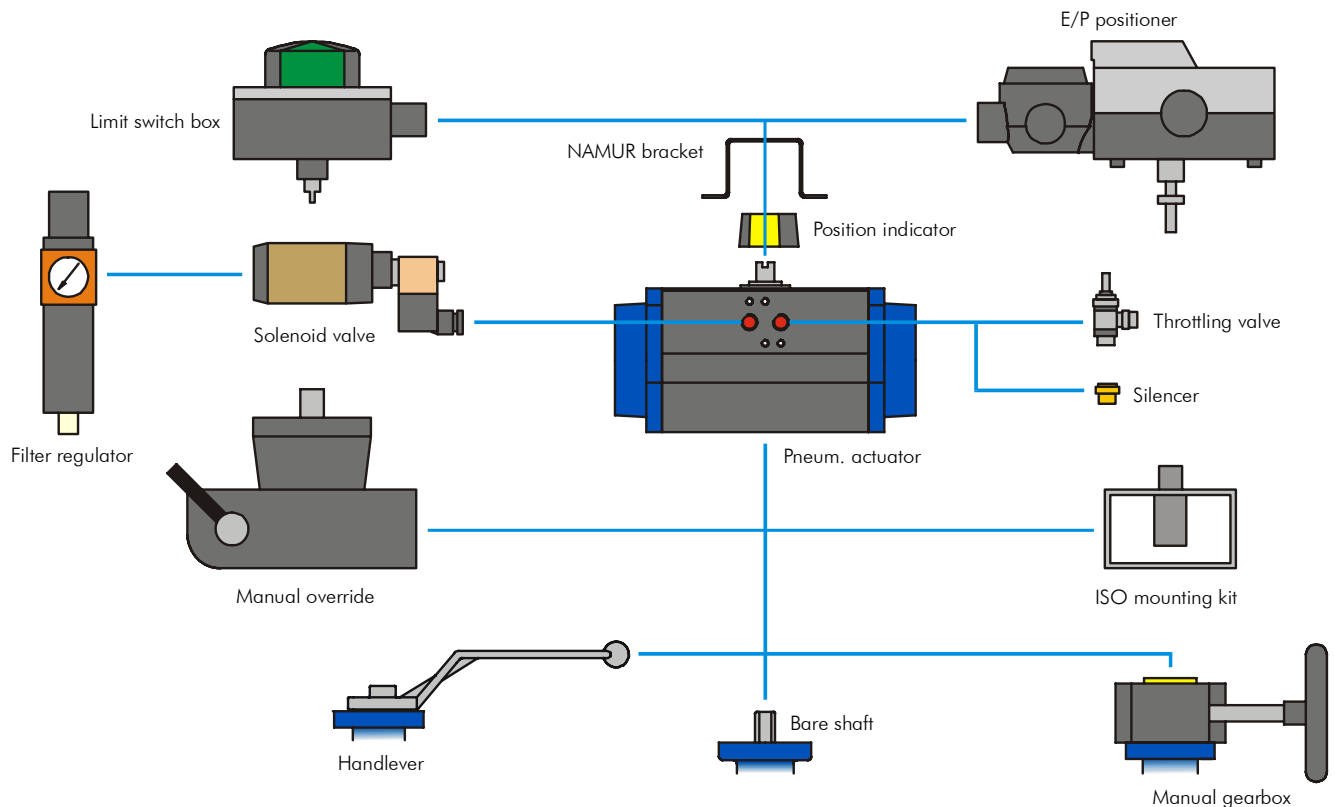 E/P positioner
Limit switch box
NAMUR bracket
Position indicator
Solenoid valve
Throttling valve
Silencer
Filter regulator
Pneum. actuator
Manual override
ISO mounting kit
Bare shaft
Handlever
Manual gearbox